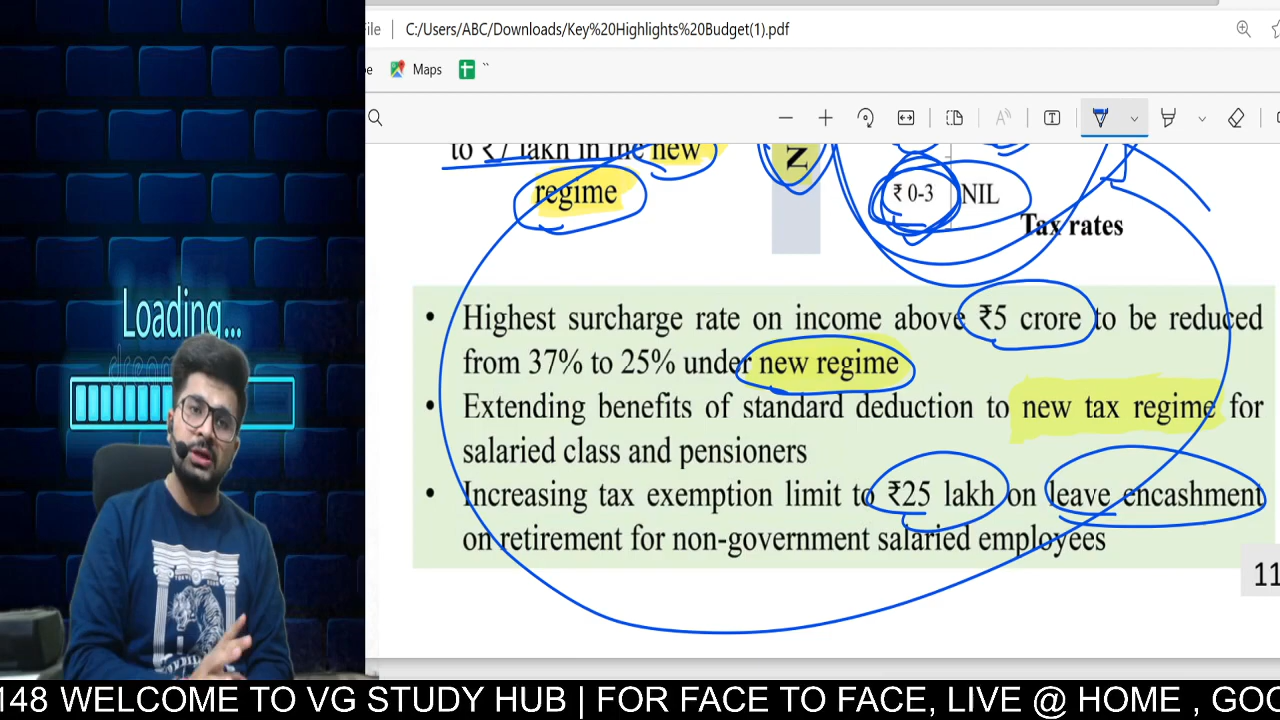 ile
C:/Users/ABC/Downloads/Key%20Highlights%20Budget(1).pdf
e
Maps
``
to ₹7 lakh in the new
regime
N
₹ 0-3
NIL
Tax rates
• Highest surcharge rate on income above ₹5 crore to be reduced
from 37% to 25% under new regime
• Extending benefits of standard deduction to new tax regime for
salaried class and pensioners
• Increasing tax exemption limit to ₹25 lakh on leave encashment
on retirement for non-government salaried employees
11
Loading...
148 WELCOME TO VG STUDY HUB | FOR FACE TO FACE, LIVE @ HOME , GOO